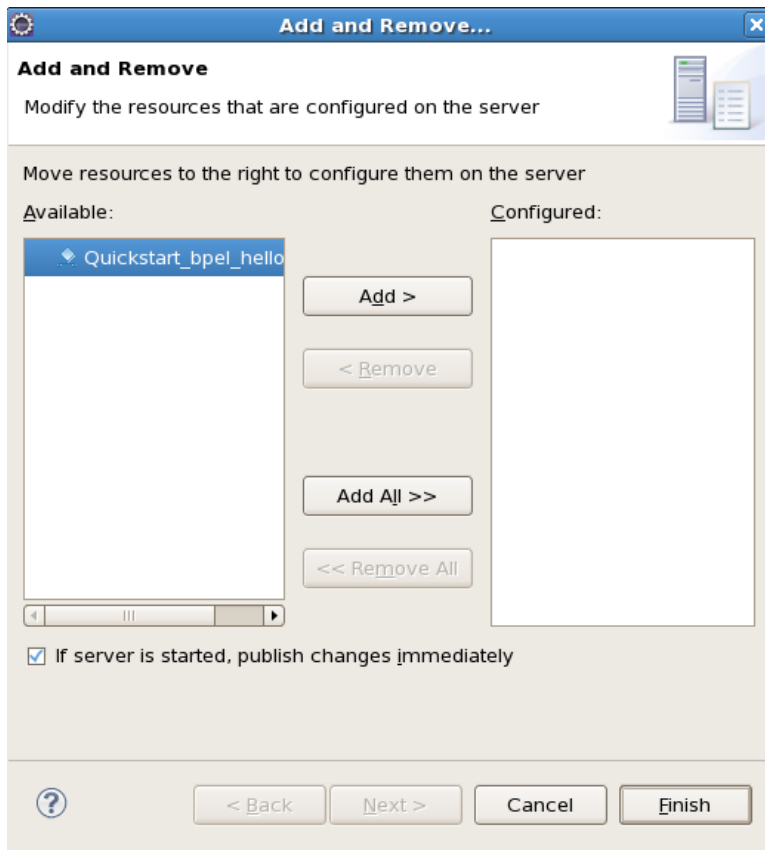 Add and Remove...
Add and Remove
Modify the resources that are configured on the server
Move resources to the right to configure them on the server
Available:
Configured:
Quickstart_bpel_hello
Add >
< Remove
Add All >>
<< Remove All
If server is started, publish changes immediately
?
< Back
Next >
Cancel
Finish